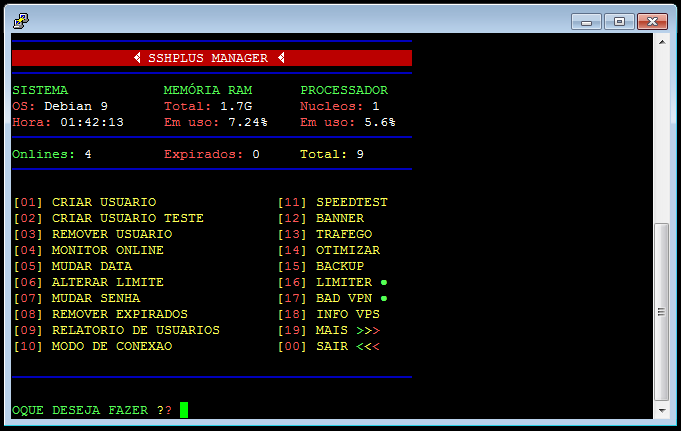 SSHPLUS MANAGER
SISTEMA MEMÓRIA RAM PROCESSADOR
OS: Debian 9 Total: 1.7G Nucleos: 1
Hora: 01:42:13 Em uso: 7.24% Em uso: 5.6%
Onlines: 4 Expirados: 0 Total: 9
[01] CRIAR USUARIO [11] SPEEDTEST
[02] CRIAR USUARIO TESTE [12] BANNER
[03] REMOVER USUARIO [13] TRAFEGO
[04] MONITOR ONLINE [14] OTIMIZAR
[05] MUDAR DATA [15] BACKUP
[06] ALTERAR LIMITE [16] LIMITER ●
[07] MUDAR SENHA [17] BAD VPN ●
[08] REMOVER EXPIRADOS [18] INFO VPS
[09] RELATORIO DE USUARIOS [19] MAIS >>>
[10] MODO DE CONEXAO [00] SAIR <<<
OQUE DESEJA FAZER ??